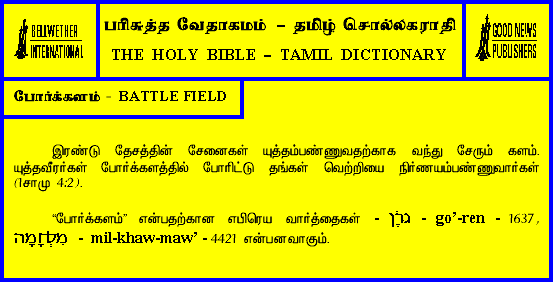 BELLWETHER
INTERNATIONAL
பரிசுத்த வேதாகமம் – தமிழ் சொல்லகராதி
THE HOLY BIBLE – TAMIL DICTIONARY
GOOD NEWS
PUBLISHERS
போர்க்களம் - BATTLE FIELD
இரண்டு தேசத்தின் சேனைகள் யுத்தம்பண்ணுவதற்காக வந்து சேரும் களம்.
யுத்தவீரர்கள் போர்க்களத்தில் போரிட்டு தங்கள் வெற்றியை நிர்ணயம்பண்ணுவார்கள்
(1சாமு 4:2).
“போர்க்களம்” என்பதற்கான எபிரெய வார்த்தைகள் - גֹּרֶן - go’-ren - 1637,
מִלְחָמָה - mil-khaw-maw’ - 4421 என்பனவாகும்.